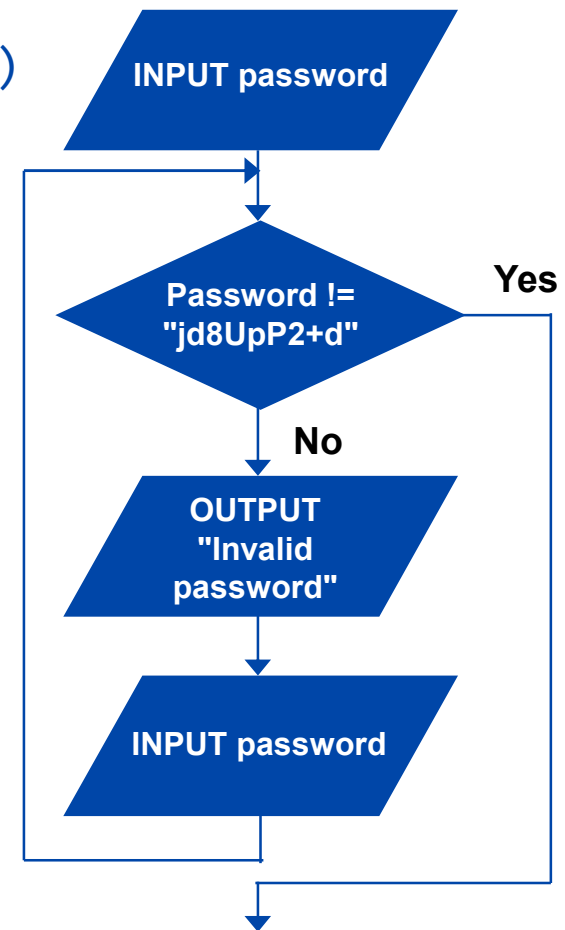 )
INPUT password
Password !=
"jd8UpP2+d"
Yes
No
OUTPUT
"Invalid
password"
INPUT password